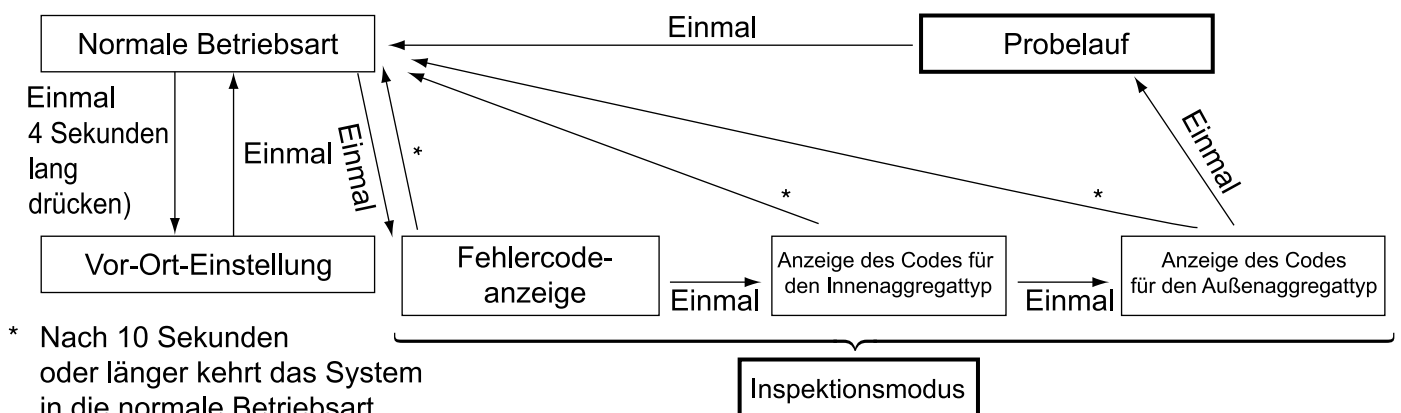 Normale Betriebsart
Einmal
Probelauf
Einmal
4 Sekunden
lang
drücken)
Einmal
Einmal
*
*
*
Einmal
Vor-Ort-Einstellung
Fehlercode-
anzeige
Einmal
Anzeige des Codes für
den Innenaggregattyp
Einmal
Anzeige des Codes
für den Außenaggregattyp
* Nach 10 Sekunden
oder länger kehrt das System
in die normale Betriebsart
Inspektionsmodus